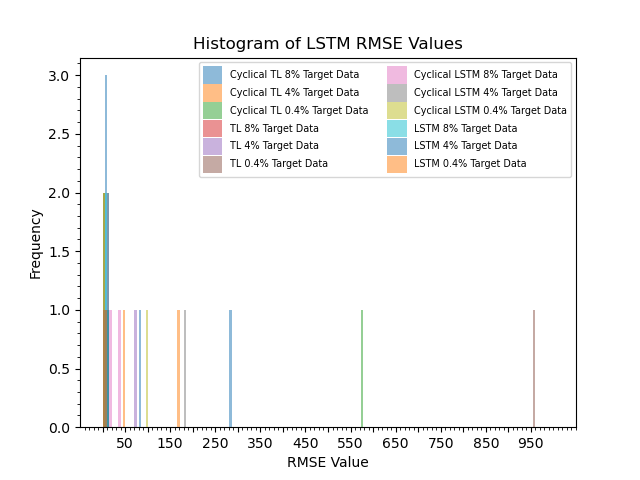 Histogram of LSTM RMSE Values
Cyclical TL 8% Target Data
Cyclical TL 4% Target Data
Cyclical TL 0.4% Target Data
TL 8% Target Data
TL 4% Target Data
TL 0.4% Target Data
Cyclical LSTM 8% Target Data
Cyclical LSTM 4% Target Data
Cyclical LSTM 0.4% Target Data
LSTM 8% Target Data
LSTM 4% Target Data
LSTM 0.4% Target Data
Frequency
3.0
2.5
2.0
1.5
1.0
0.5
0.0
50 150 250 350 450 550 650 750 850 950
RMSE Value